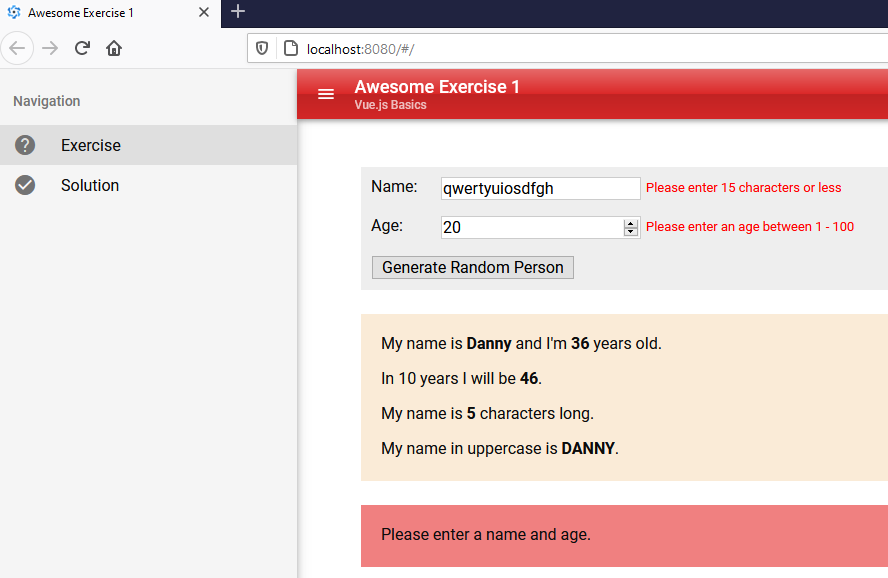 Awesome Exercise 1
localhost:8080/#/
Navigation
Exercise
Solution
Awesome Exercise 1
Vue.js Basics
Name: qwertyuiosdfgh Please enter 15 characters or less
Age: 20 Please enter an age between 1 - 100
Generate Random Person
My name is Danny and I'm 36 years old.
In 10 years I will be 46.
My name is 5 characters long.
My name in uppercase is DANNY.
Please enter a name and age.